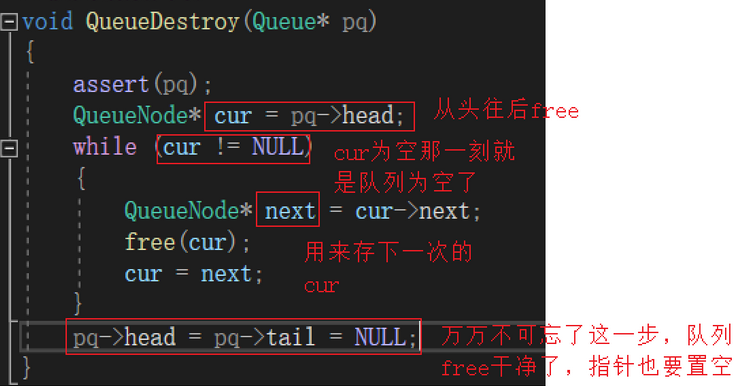 void QueueDestroy(Queue* pq)
{
assert(pq);
QueueNode* cur = pq->head;
从头往后free
while (cur != NULL)
cur为空那一刻就
是队列为空了
{
QueueNode* next = cur->next;
free(cur);
用来存下一次的
cur = next;
cur
}
pq->head = pq->tail = NULL;
万万不可忘了这一步，队列
free干净了，指针也要置空
}